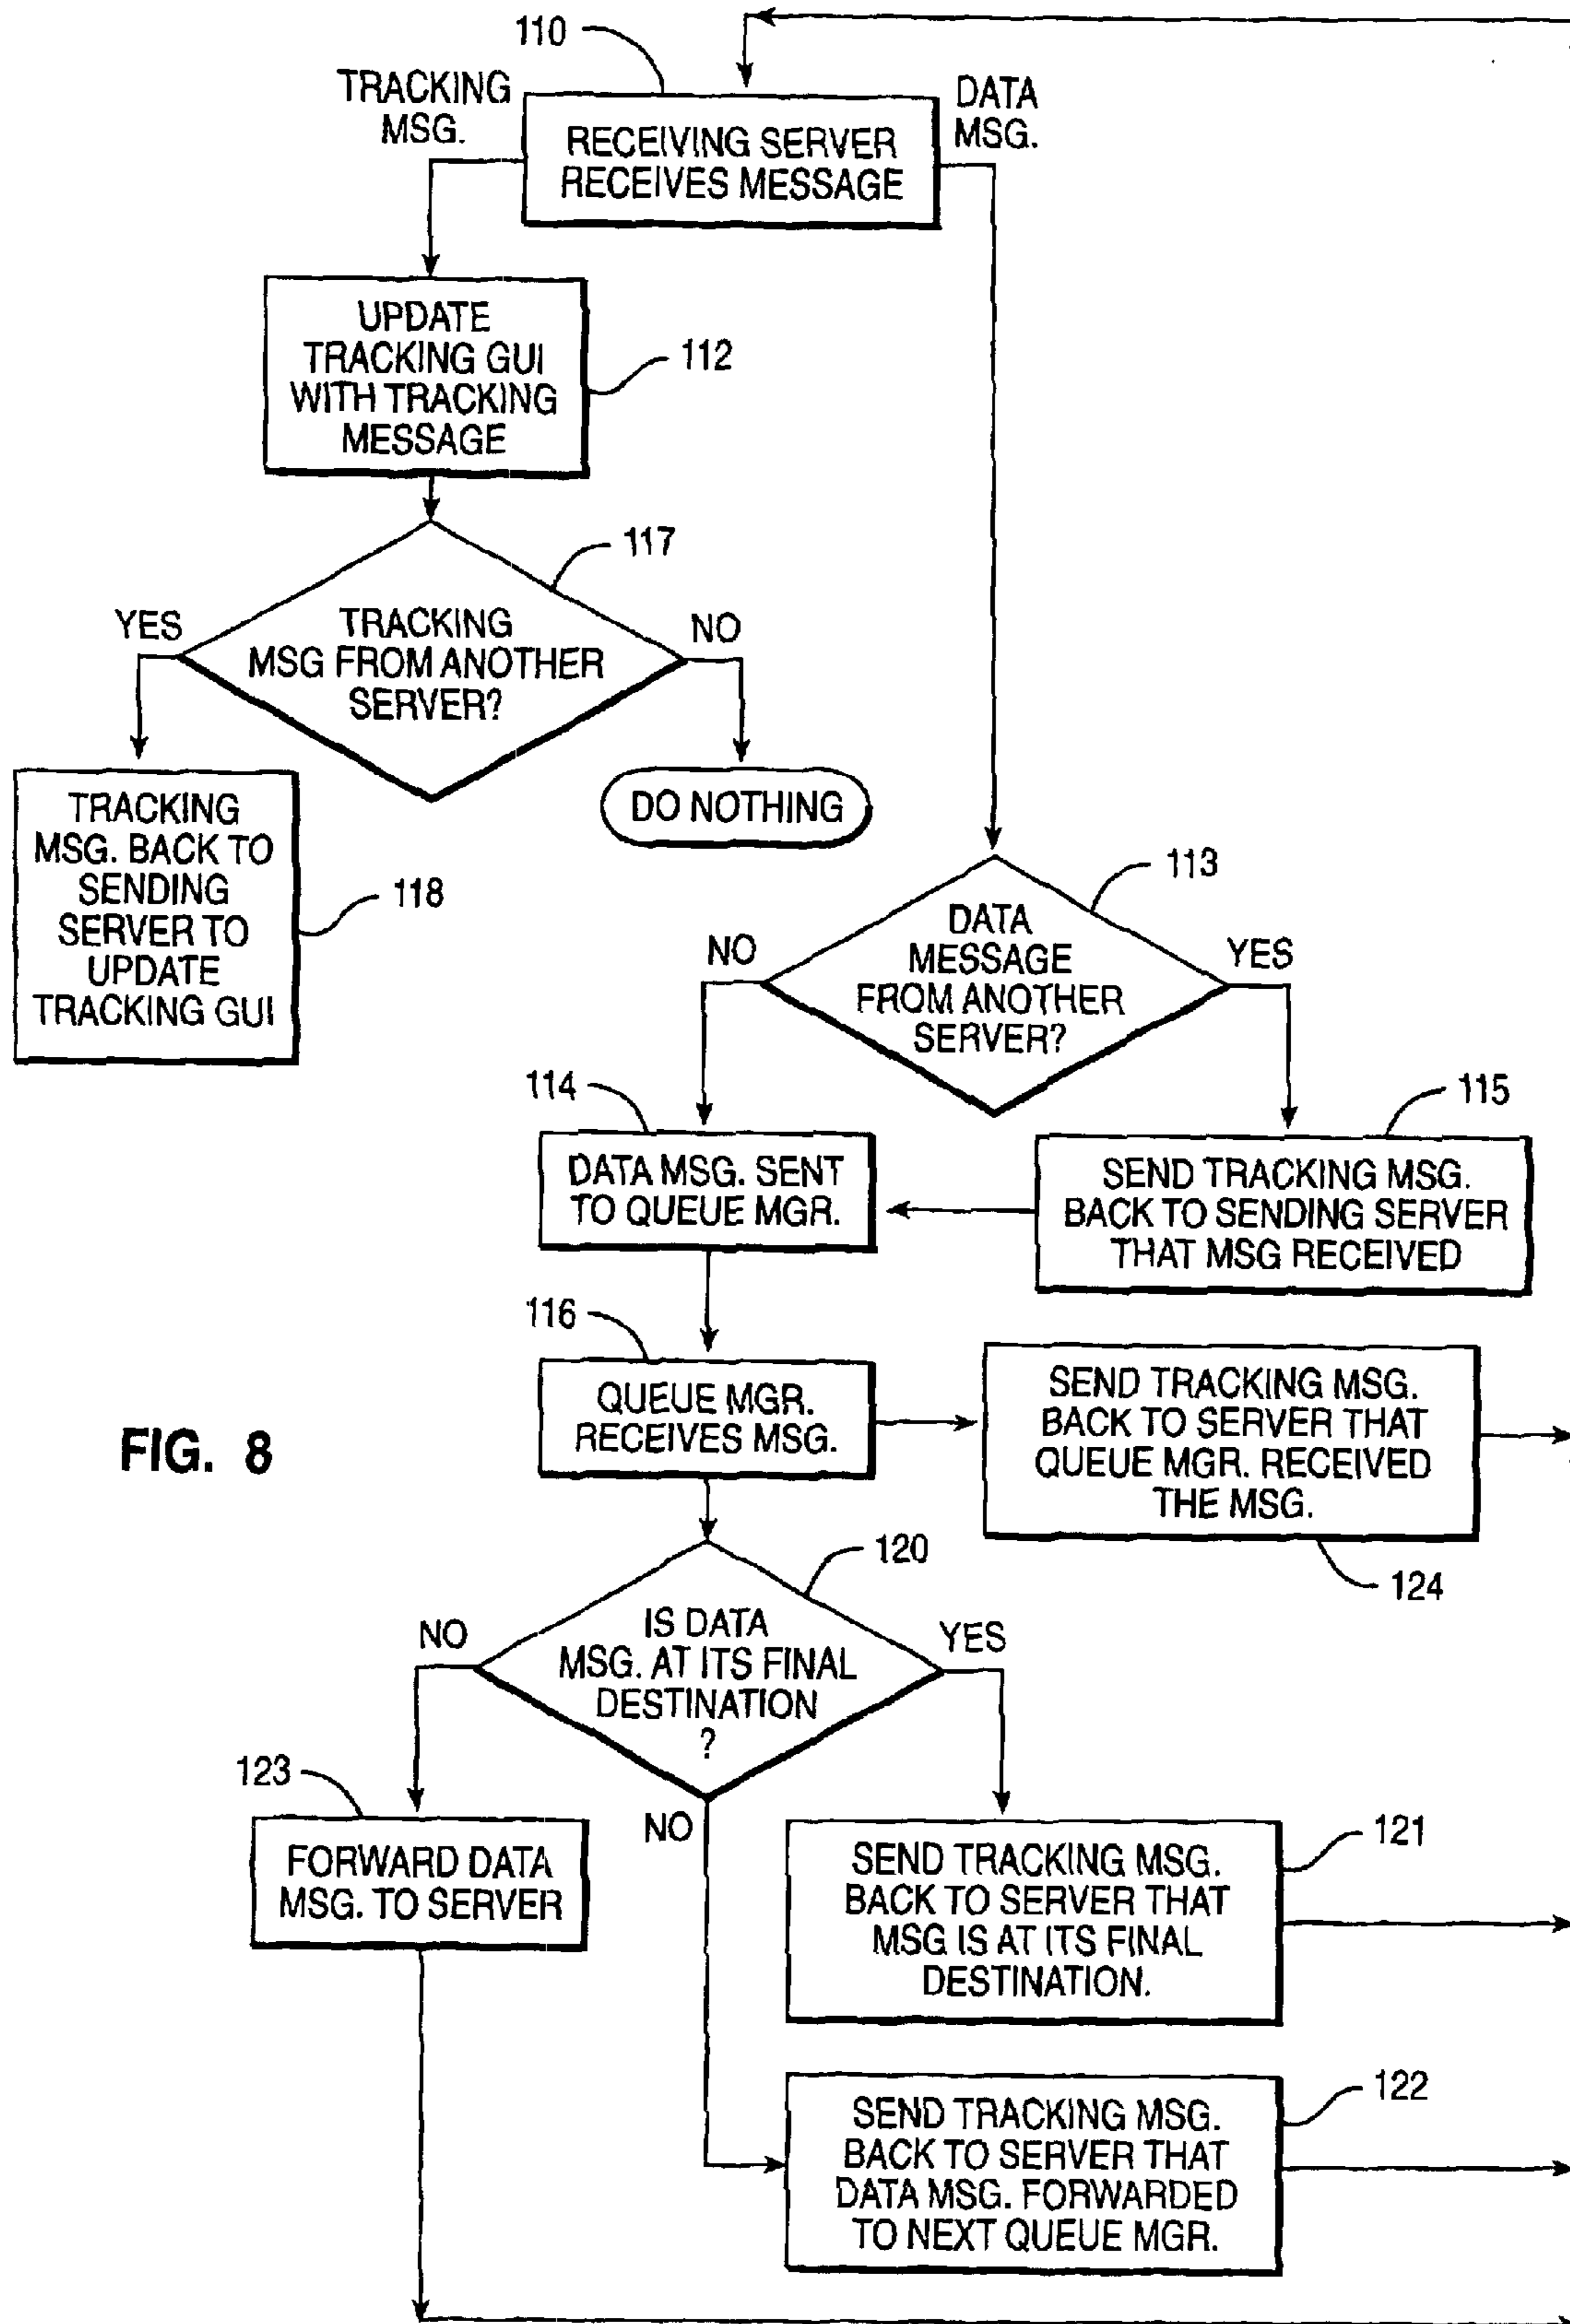 110
TRACKING
MSG.
DATA
MSG.
RECEIVING SERVER
RECEIVES MESSAGE
UPDATE
TRACKING GUI
WITH TRACKING
MESSAGE
112
117
YES
TRACKING
MSG FROM ANOTHER
SERVER?
NO
TRACKING
MSG. BACK TO
SENDING
SERVER TO
UPDATE
TRACKING GUI
118
DO NOTHING
113
NO
DATA
MESSAGE
FROM ANOTHER
SERVER?
YES
114
DATA MSG. SENT
TO QUEUE MGR.
115
SEND TRACKING MSG.
BACK TO SENDING SERVER
THAT MSG RECEIVED
116
QUEUE MGR.
RECEIVES MSG.
SEND TRACKING MSG.
BACK TO SERVER THAT
QUEUE MGR. RECEIVED
THE MSG.
124
FIG. 8
120
NO
IS DATA
MSG. AT ITS FINAL
DESTINATION
?
YES
123
FORWARD DATA
MSG. TO SERVER
NO
SEND TRACKING MSG.
BACK TO SERVER THAT
MSG IS AT ITS FINAL
DESTINATION.
121
SEND TRACKING MSG.
BACK TO SERVER THAT
DATA MSG. FORWARDED
TO NEXT QUEUE MGR.
122